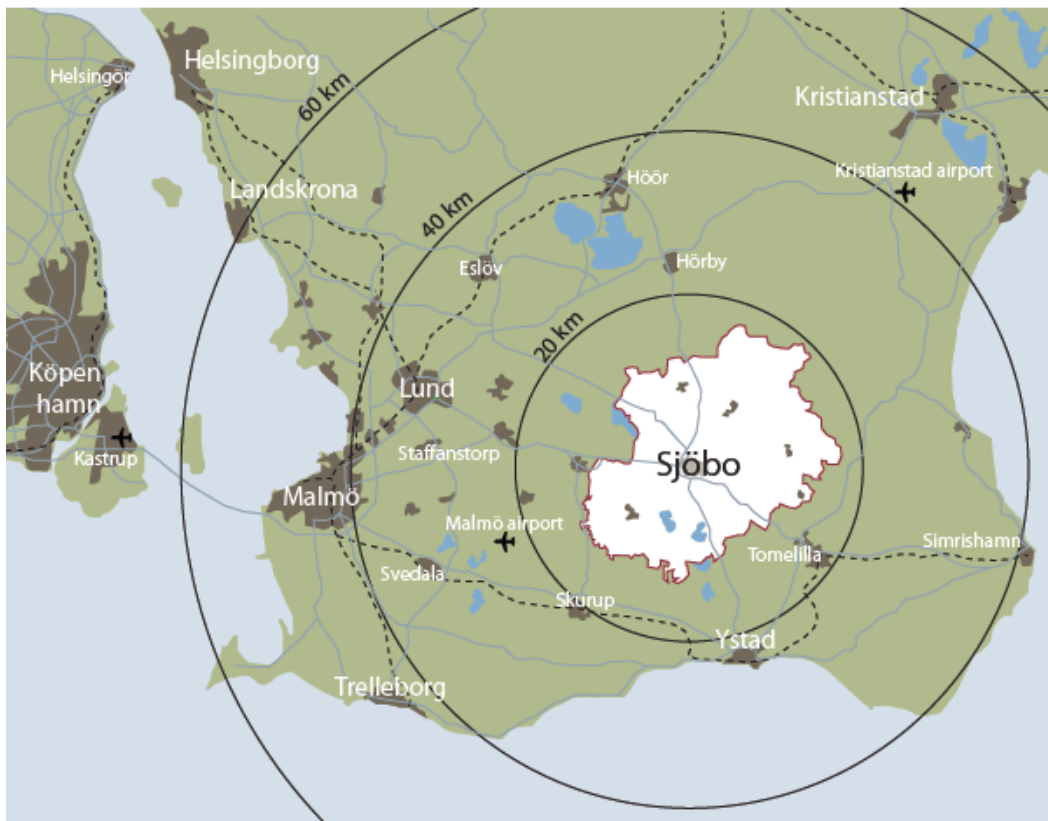 Helsingborg
Helsingör
60 km
Kristianstad
Landskrona
Höör
Kristianstad airport
40 km
Eslöv
Hörby
20 km
Köpen
hamn
Lund
Kastrup
Staffanstorp
Sjöbo
Malmö
Malmö airport
Tomelilla
Simrishamn
Svedala
Skurup
Ystad
Trelleborg